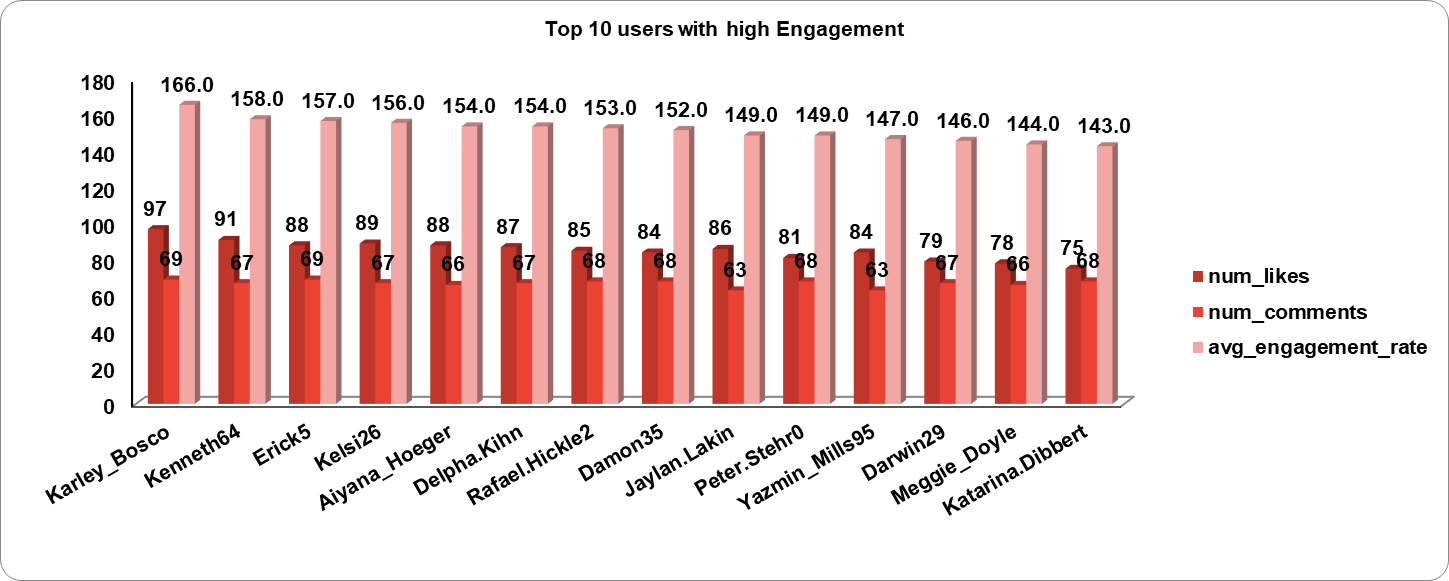 Top 10 users with high Engagement
180
160
140
120
100
80
60
40
20
0
166.0
158.0
157.0
156.0
154.0
154.0
153.0
152.0
149.0
149.0
147.0
146.0
144.0
143.0
97
91
88
89
88
87
85
84
86
81
84
79
78
75
69
67
69
67
66
67
68
68
63
68
63
67
66
68
num_likes
num_comments
avg_engagement_rate
Karley_Bosco
Kenneth64
Erick5
Kelsi26
Aiyana_Hoeger
Delpha.Kihn
Rafael.Hickle2
Damon35
Jaylan.Lakin
Peter.Stehr0
Yazmin_Mills95
Darwin29
Meggie_Doyle
Katarina.Dibbert